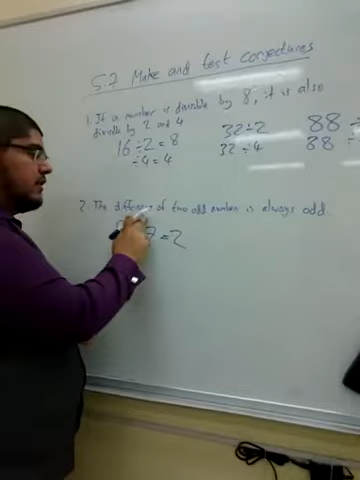 5.7 Make and test conjectures
1. If a number is divisible by 8, it is also
divisible by 2 and 4
16 ÷ 2 = 8
÷ 4 = 4
32 ÷ 2
32 ÷ 4
88 ÷
88 ÷
2. The difference of two odd numbers is always odd.
7 = 2